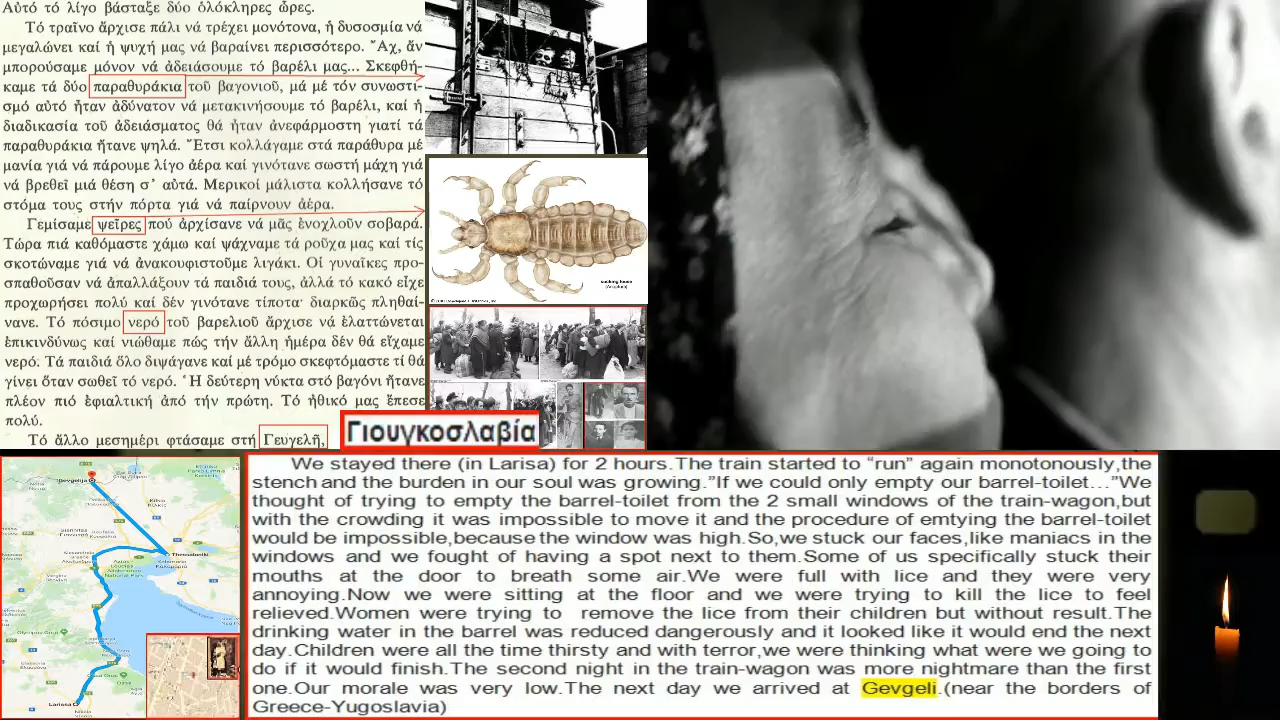 Αὐτό τό λίγο βάσταξε δύο ὁλόκληρες ὧρες.
Τό τραῖνο ἄρχισε πάλι νά τρέχει μονότονα, ἡ δυσοσμία νά
μεγαλώνει καί ἡ ψυχή μας νά βαραίνει περισσότερο. Ἄχ, ἄν
μπορούσαμε μόνον νά ἀδειάσουμε τό βαρέλι μας... Σκεφθή-
καμε τά δύο παραθυράκια τοῦ βαγονιοῦ, μά μέ τόν συνωστι-
σμό αὐτό ἦταν ἀδύνατον νά μετακινήσουμε τό βαρέλι, καί ἡ
διαδικασία τοῦ ἀδειάσματος θά ἦταν ἀνεφάρμοστη γιατί τά
παραθυράκια ἤτανε ψηλά. Ἔτσι κολλάγαμε στά παράθυρα μέ
μανία γιά νά πάρουμε λίγο ἀέρα καί γινότανε σωστή μάχη γιά
νά βρεθεῖ μιά θέση σ' αὐτά. Μερικοί μάλιστα κολλήσανε τό
στόμα τους στήν πόρτα γιά νά παίρνουν ἀέρα.
Γεμίσαμε ψεῖρες πού ἀρχίσανε νά μᾶς ἐνοχλοῦν σοβαρά.
Τώρα πιά καθόμαστε χάμω καί ψάχναμε τά ροῦχα μας καί τίς
σκοτώναμε γιά νά ἀνακουφιστοῦμε λιγάκι. Οἱ γυναῖκες προ-
σπαθοῦσαν νά ἀπαλλάξουν τά παιδιά τους, ἀλλά τό κακό εἶχε
προχωρήσει πολύ καί δέν γινότανε τίποτα· διαρκῶς πληθαί-
νανε. Τό πόσιμο νερό τοῦ βαρελιοῦ ἄρχισε νά ἐλαττώνεται
ἐπικινδύνως καί νιώθαμε πώς τήν ἄλλη ἡμέρα δέν θά εἴχαμε
νερό. Τά παιδιά ὅλο διψάγανε καί μέ τρόμο σκεφτόμαστε τί θά
γίνει ὅταν σωθεῖ τό νερό. Ἡ δεύτερη νύκτα στό βαγόνι ἤτανε
πλέον πιό ἐφιαλτική ἀπό τήν πρώτη. Τό ἠθικό μας ἔπεσε
πολύ.
Τό ἄλλο μεσημέρι φτάσαμε στή Γευγελῆ,
Γιουγκοσλαβία
sucking louse
(Anoplura)
Gevgelija
Thessaloniki
Larissa
We stayed there (in Larisa) for 2 hours.The train started to “run” again monotonously,the
stench and the burden in our soul was growing.”If we could only empty our barrel-toilet…”We
thought of trying to empty the barrel-toilet from the 2 small windows of the train-wagon,but
with the crowding it was impossible to move it and the procedure of emtying the barrel-toilet
would be impossible,because the window was high.So,we stuck our faces,like maniacs in the
windows and we fought of having a spot next to them.Some of us specifically stuck their
mouths at the door to breath some air.We were full with lice and they were very
annoying.Now we were sitting at the floor and we were trying to kill the lice to feel
relieved.Women were trying to remove the lice from their children but without result.The
drinking water in the barrel was reduced dangerously and it looked like it would end the next
day.Children were all the time thirsty and with terror,we were thinking what were we going to
do if it would finish.The second night in the train-wagon was more nightmare than the first
one.Our morale was very low.The next day we arrived at Gevgeli.(near the borders of
Greece-Yugoslavia)